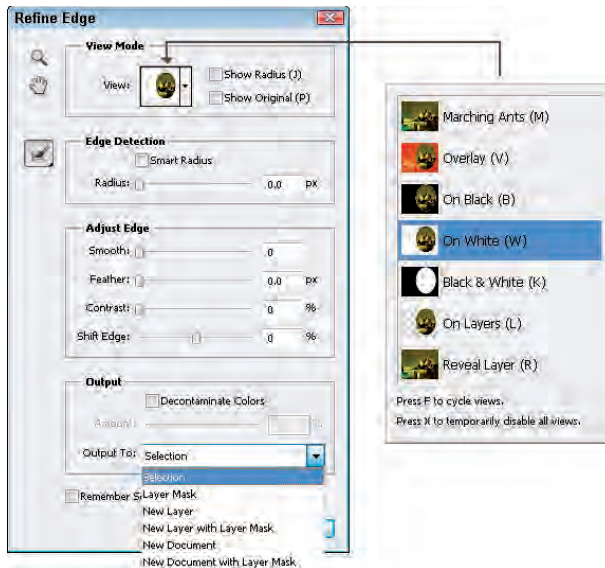 Refine Edge
View Mode
View:
Show Radius (J)
Show Original (P)
Edge Detection
Smart Radius
Radius: 0.0 px
Adjust Edge
Smooth: 0
Feather: 0.0 px
Contrast: 0 %
Shift Edge: 0 %
Output
Decontaminate Colors
Amount: %
Output To: Selection
Selection
Remember S
Layer Mask
New Layer
New Layer with Layer Mask
New Document
New Document with Layer Mask
Marching Ants (M)
Overlay (V)
On Black (B)
On White (W)
Black & White (K)
On Layers (L)
Reveal Layer (R)
Press F to cycle views.
Press X to temporarily disable all views.